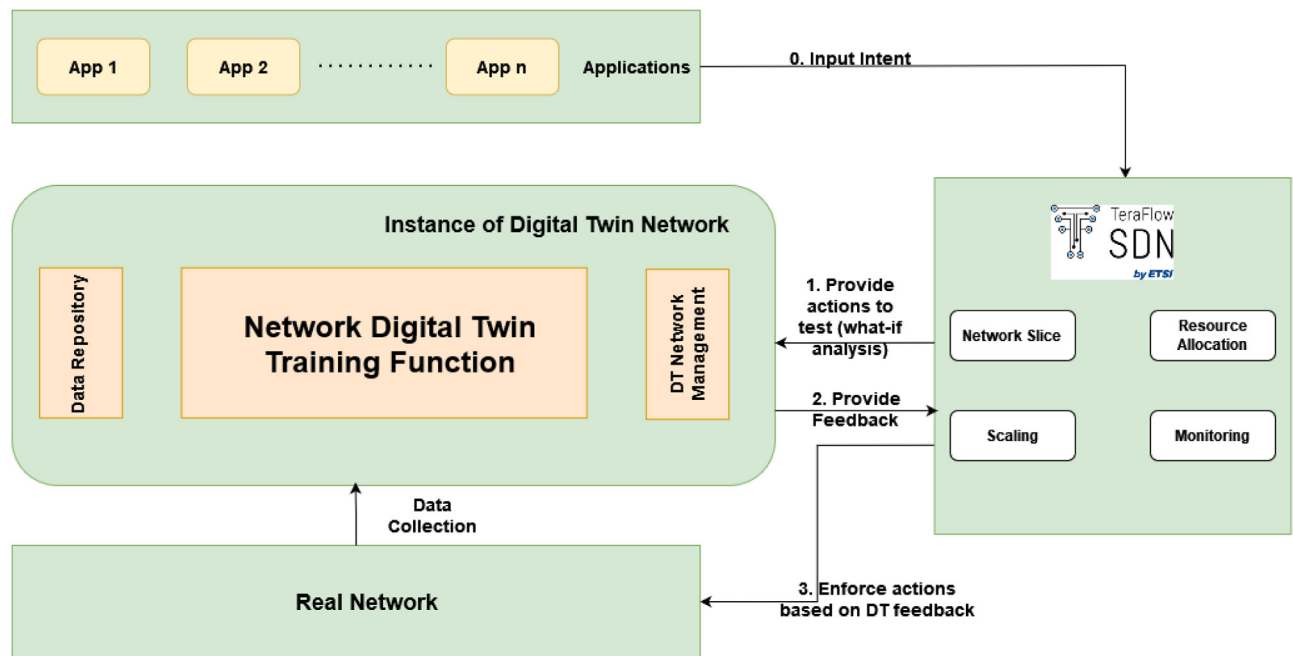 App 1
App 2
App n
Applications
0. Input Intent
Instance of Digital Twin Network
Data Repository
Network Digital Twin
Training Function
DT Network
Management
1. Provide
actions to
test (what-if
analysis)
2. Provide
Feedback
TeraFlow
SDN
by ETSI
Network Slice
Resource
Allocation
Scaling
Monitoring
Data
Collection
Real Network
3. Enforce actions
based on DT feedback